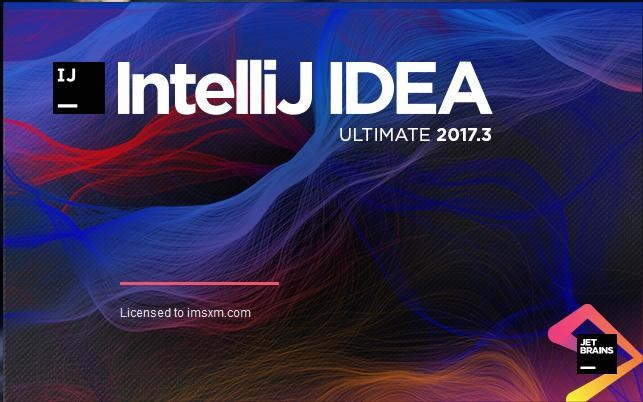 IJ
IntelliJ IDEA
ULTIMATE 2017.3
Licensed to imsxm.com
JET
BRAINS